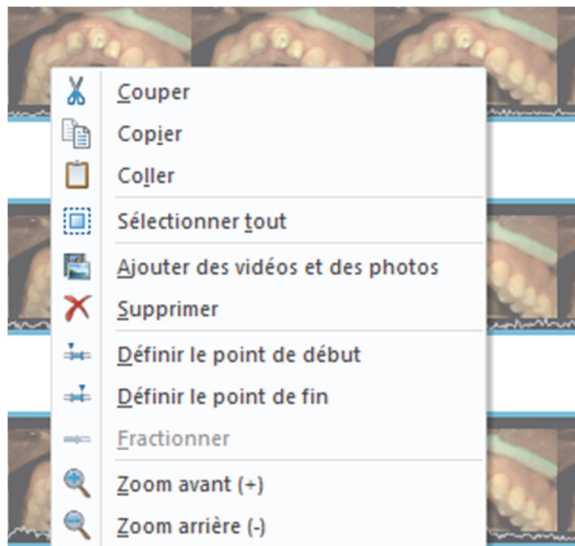 Couper
Copier
Coller
Sélectionner tout
Ajouter des vidéos et des photos
Supprimer
Définir le point de début
Définir le point de fin
Fractionner
Zoom avant (+)
Zoom arrière (-)